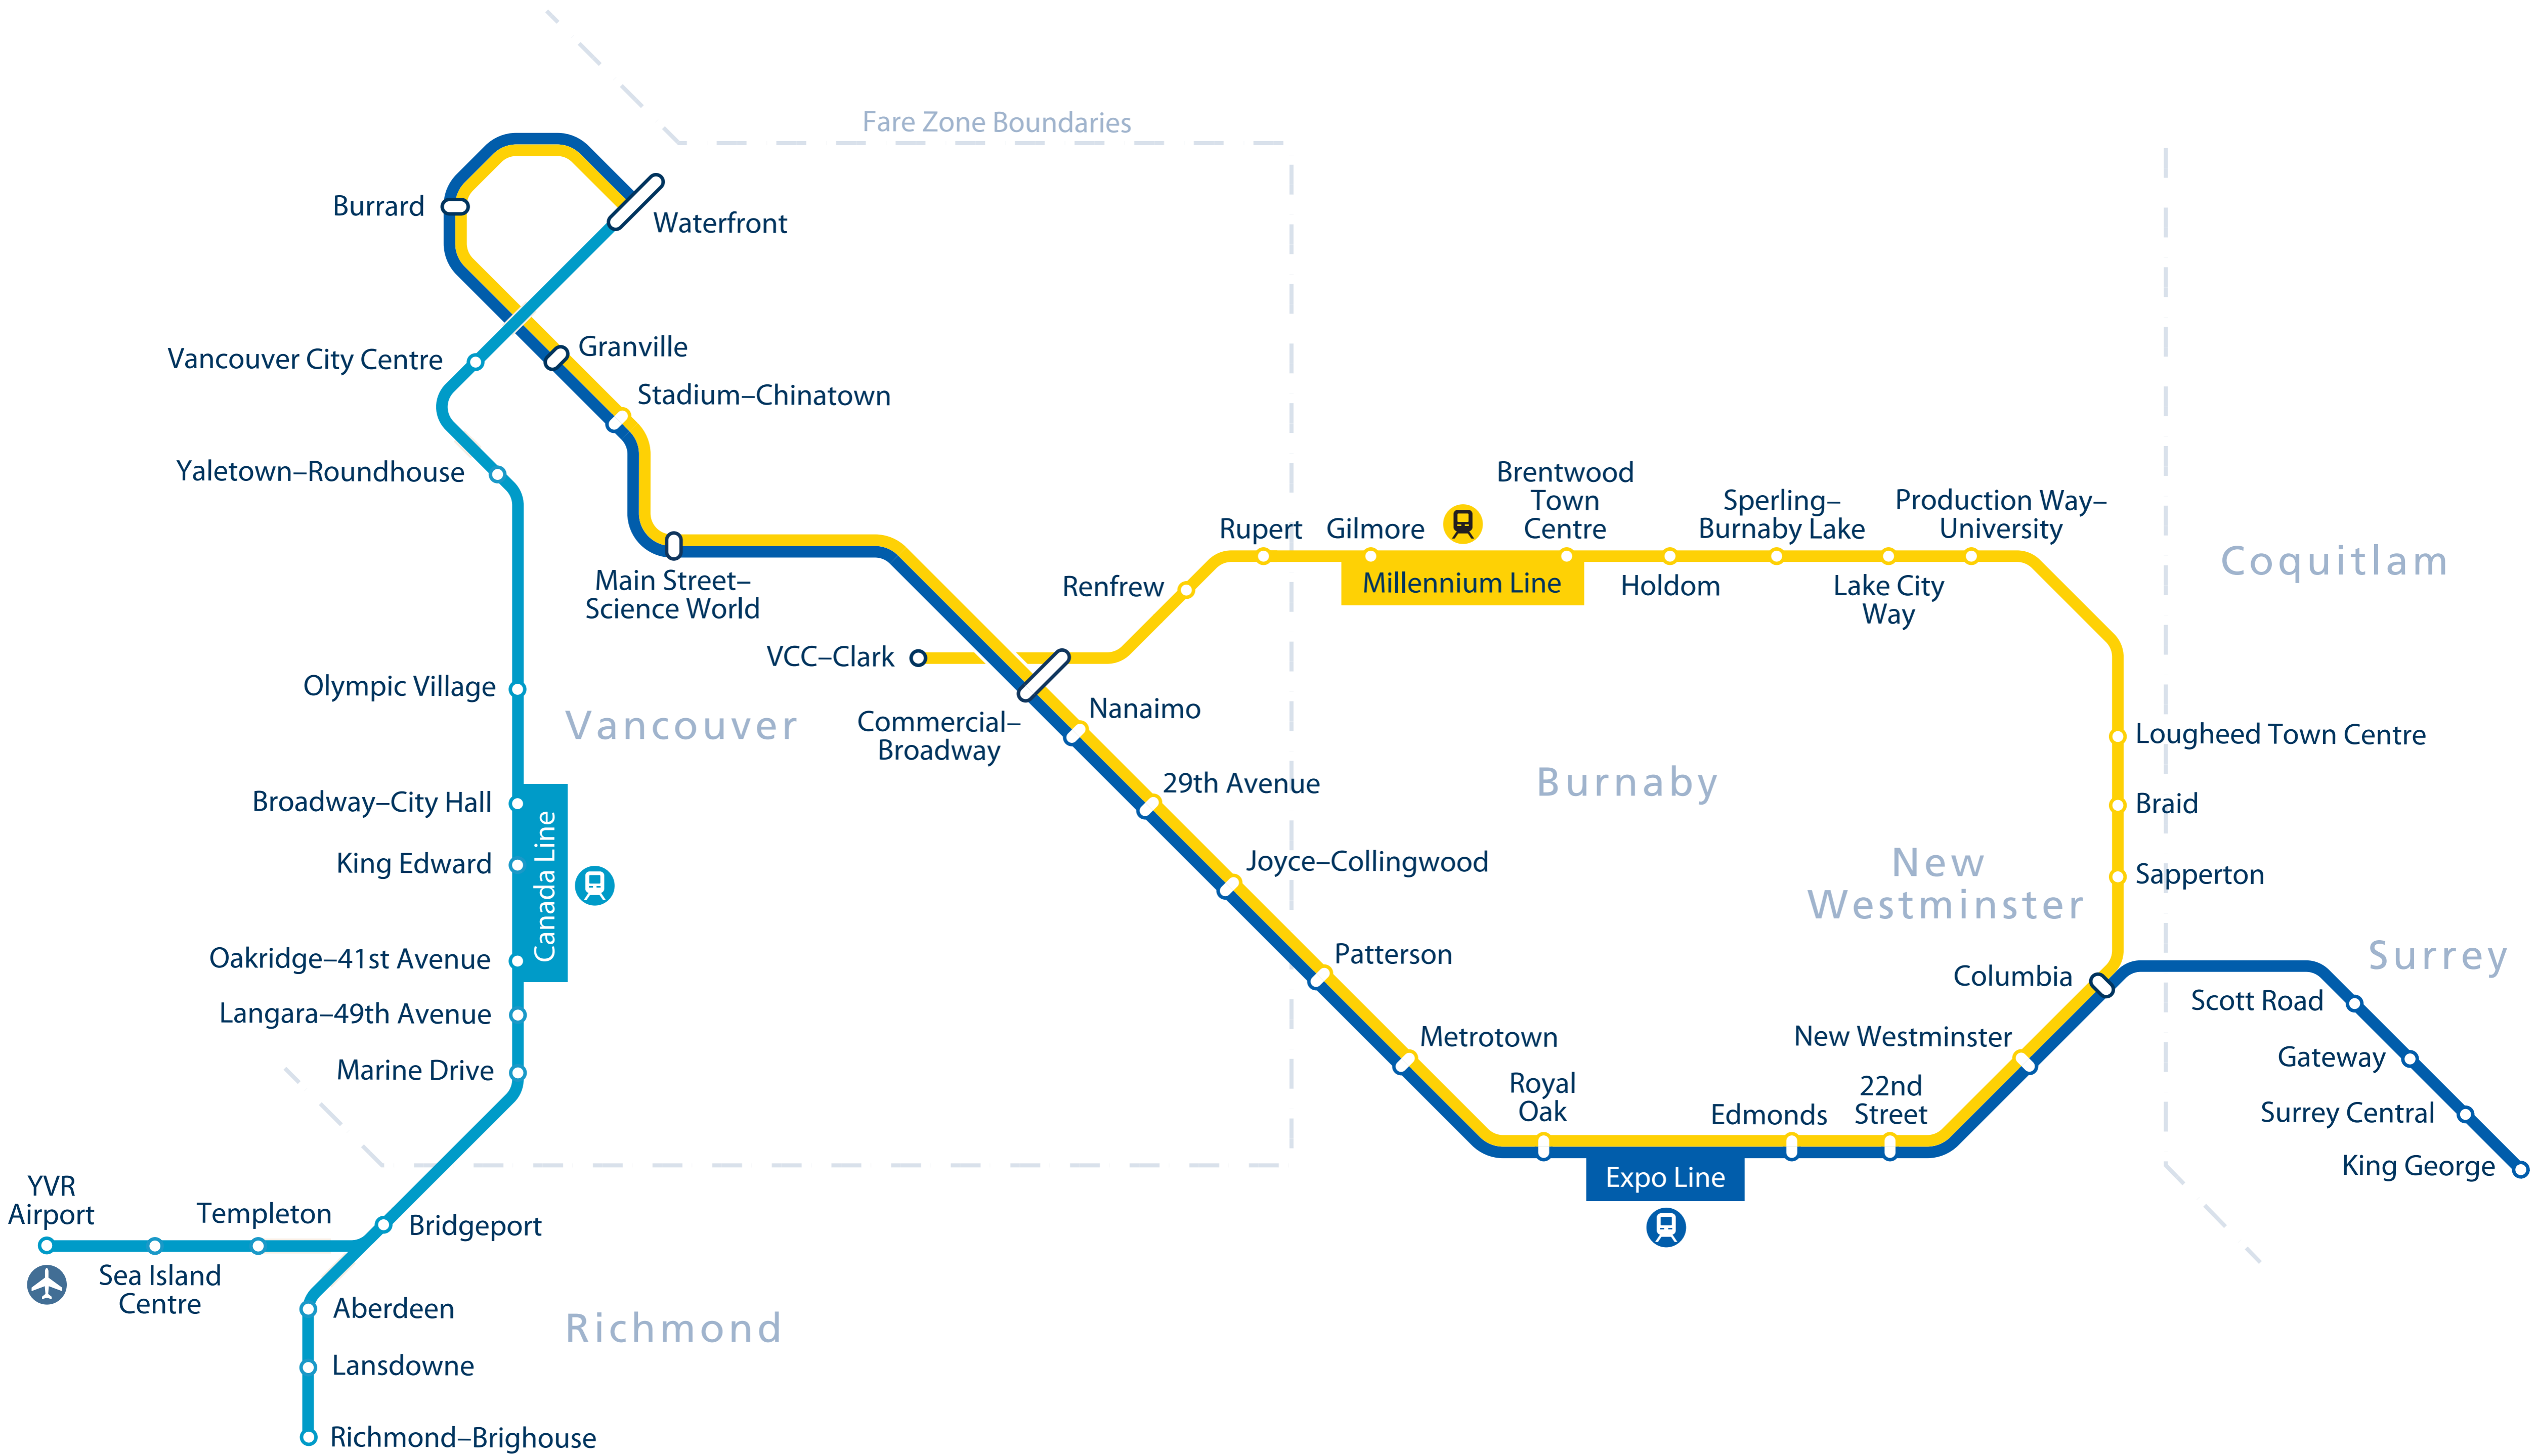 Fare Zone Boundaries
Burrard
Waterfront
Vancouver City Centre
Granville
Stadium–Chinatown
Yaletown–Roundhouse
Main Street–
Science World
Rupert
Gilmore
Brentwood
Town
Centre
Sperling–
Burnaby Lake
Production Way–
University
Millennium Line
Renfrew
Holdom
Lake City
Way
Coquitlam
VCC–Clark
Olympic Village
Vancouver
Commercial–
Broadway
Nanaimo
Lougheed Town Centre
29th Avenue
Burnaby
Braid
Broadway–City Hall
King Edward
Canada Line
Joyce–Collingwood
New
Westminster
Sapperton
Oakridge–41st Avenue
Patterson
Columbia
Surrey
Langara–49th Avenue
Scott Road
Marine Drive
Metrotown
New Westminster
Gateway
Royal
Oak
Edmonds
22nd
Street
Surrey Central
Expo Line
King George
YVR
Airport
Templeton
Bridgeport
Sea Island
Centre
Aberdeen
Richmond
Lansdowne
Richmond–Brighouse